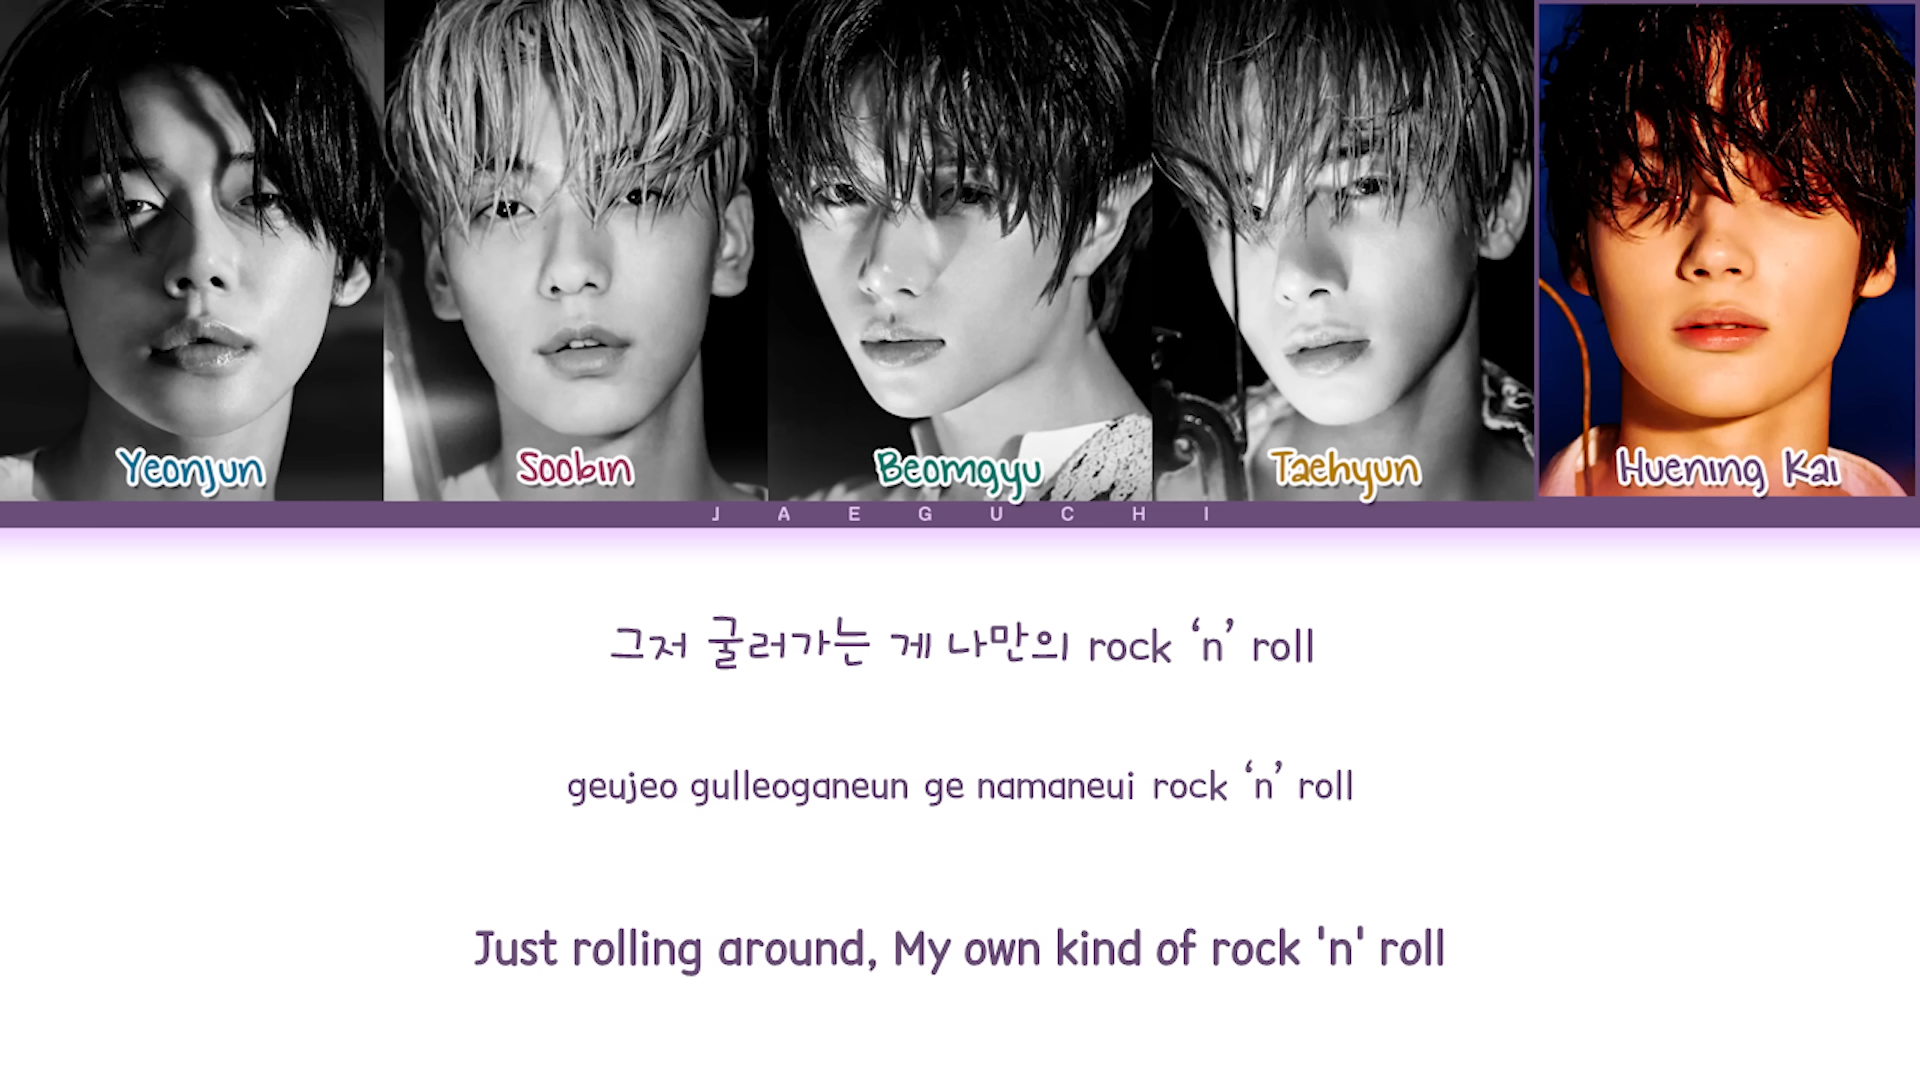 Yeonjun
Soobin
Beomgyu
Taehyun
Huening Kai
JAEGUCHI
그저 굴러가는 게 나만의 rock ‘n’ roll
geujeo gulleoganeun ge namaneui rock ‘n’ roll
Just rolling around, My own kind of rock 'n' roll